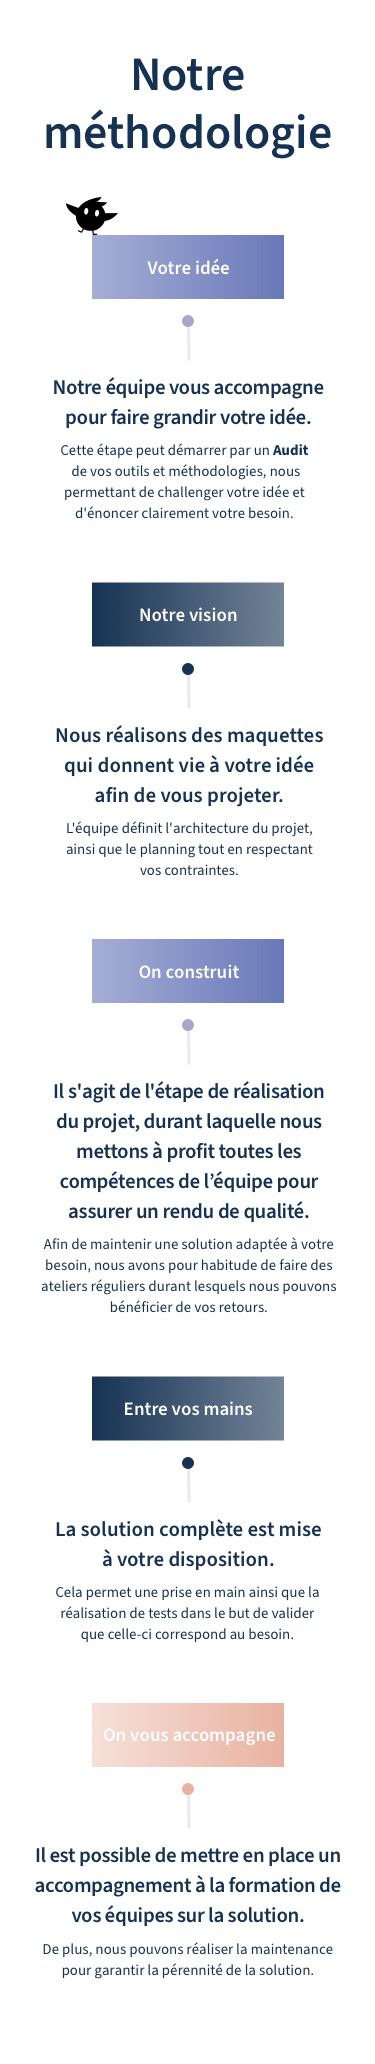 Notre
méthodologie
Votre idée
Notre équipe vous accompagne
pour faire grandir votre idée.
Cette étape peut démarrer par un Audit
de vos outils et méthodologies, nous
permettant de challenger votre idée et
d'énoncer clairement votre besoin.
Notre vision
Nous réalisons des maquettes
qui donnent vie à votre idée
afin de vous projeter.
L'équipe définit l'architecture du projet,
ainsi que le planning tout en respectant
vos contraintes.
On construit
Il s'agit de l'étape de réalisation
du projet, durant laquelle nous
mettons à profit toutes les
compétences de l’équipe pour
assurer un rendu de qualité.
Afin de maintenir une solution adaptée à votre
besoin, nous avons pour habitude de faire des
ateliers réguliers durant lesquels nous pouvons
bénéficier de vos retours.
Entre vos mains
La solution complète est mise
à votre disposition.
Cela permet une prise en main ainsi que la
réalisation de tests dans le but de valider
que celle-ci correspond au besoin.
On vous accompagne
Il est possible de mettre en place un
accompagnement à la formation de
vos équipes sur la solution.
De plus, nous pouvons réaliser la maintenance
pour garantir la pérennité de la solution.